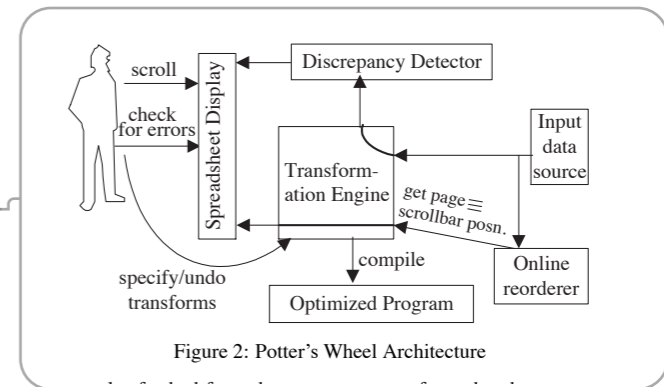 scroll
check
for errors
Spreadsheet Display
Discrepancy Detector
Transform-
ation Engine
Input
data
source
get page≡
scrollbar posn.
Online
reorderer
specify/undo
transforms
compile
Optimized Program
Figure 2: Potter's Wheel Architecture